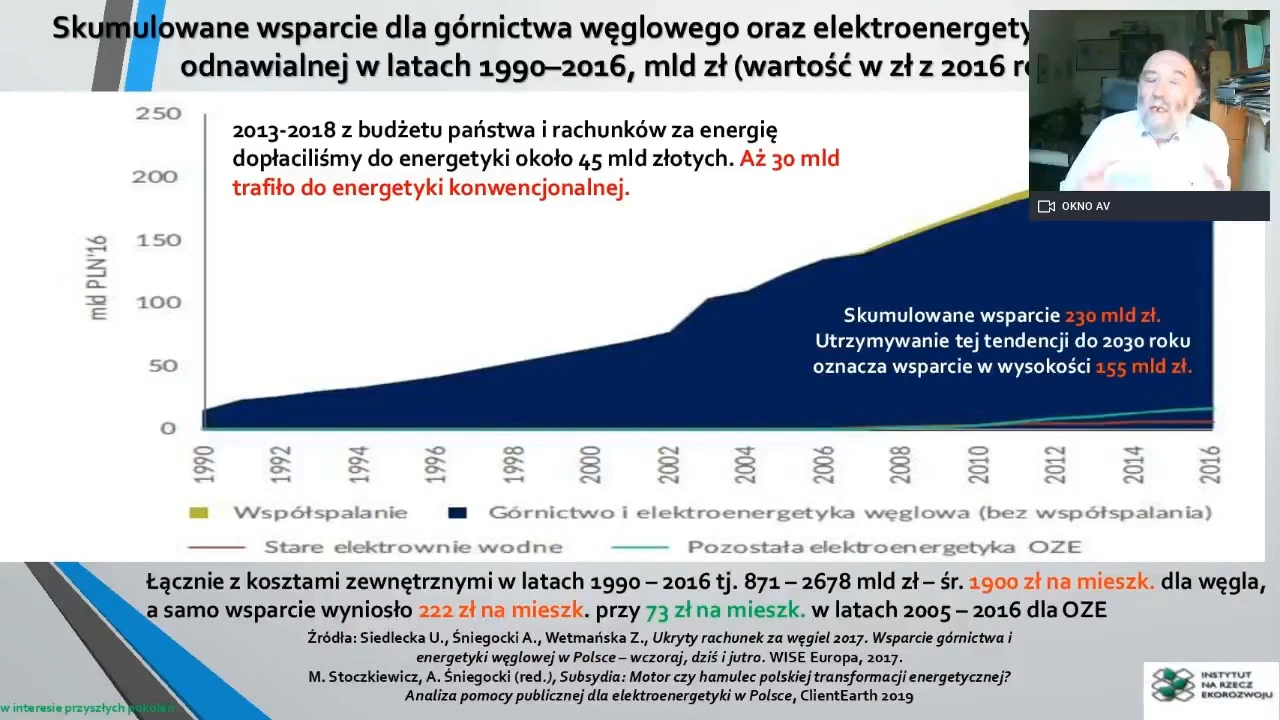 Skumulowane wsparcie dla górnictwa węglowego oraz
odnawialnej w latach 1990–2016, mld zł (wartość w zł z 2016
OKNO AV
2013-2018 z budżetu państwa i rachunków za energię
dopłaciliśmy do energetyki około 45 mld złotych. Aż 30 mld
trafiło do energetyki konwencjonalnej.
250
200
150
100
50
0
mld PLN'16
Skumulowane wsparcie 230 mld zł.
Utrzymywanie tej tendencji do 2030 roku
oznacza wsparcie w wysokości 155 mld zł.
1990 1992 1994 1996 1998 2000 2002 2004 2006 2008 2010 2012 2014 2016
Współspalanie Górnictwo i elektroenergetyka węglowa (bez współspalania)
Stare elektrownie wodne Pozostała elektroenergetyka OZE
Łącznie z kosztami zewnętrznymi w latach 1990 – 2016 tj. 871 – 2678 mld zł – śr. 1900 zł na mieszk. dla węgla,
a samo wsparcie wyniosło 222 zł na mieszk. przy 73 zł na mieszk. w latach 2005 – 2016 dla OZE
Źródła: Siedlecka U., Śniegocki A., Wetmańska Z., Ukryty rachunek za węgiel 2017. Wsparcie górnictwa i
energetyki węglowej w Polsce – wczoraj, dziś i jutro. WISE Europa, 2017.
M. Stoczkiewicz, A. Śniegocki (red.), Subsydia: Motor czy hamulec polskiej transformacji energetycznej?
Analiza pomocy publicznej dla elektroenergetyki w Polsce, ClientEarth 2019
w interesie przyszłych pokoleń
INSTYTUT
NA RZECZ
EKOROZWOJU